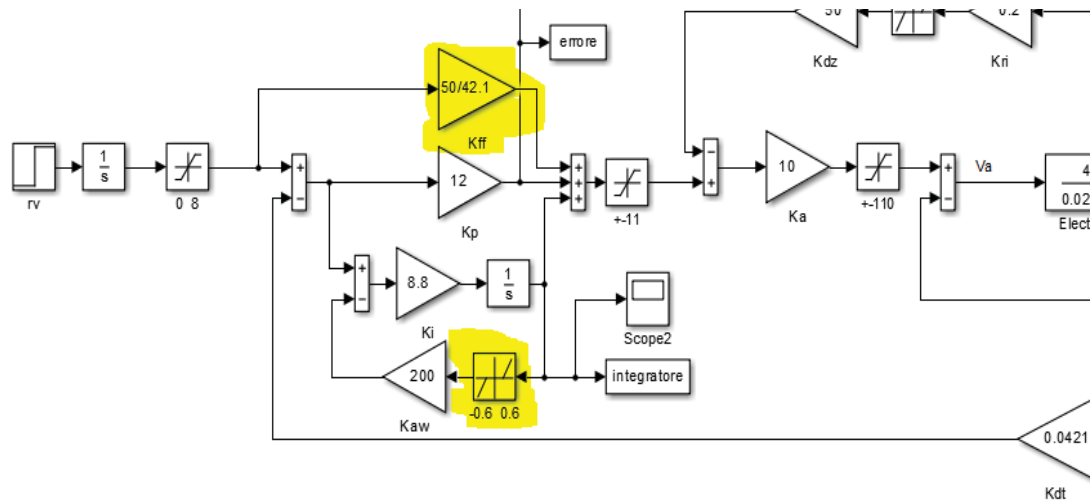 50
0.2
errore
Kdz
Kri
50/42.1
Kff
1
s
rv
0 8
12
Kp
+-11
10
Ka
+-110
Va
4
0.02
Elect
8.8
Ki
1
s
Scope2
200
Kaw
-0.6 0.6
integratore
0.0421
Kdt